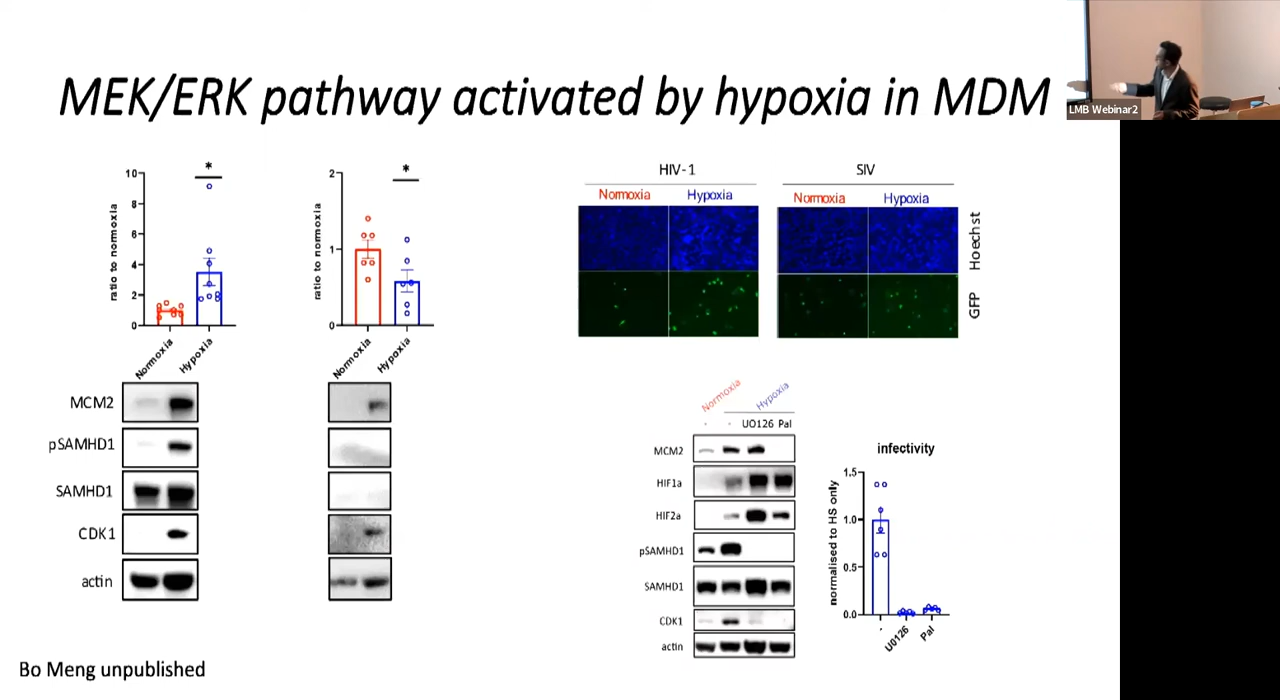 MEK/ERK pathway activated by hypoxia in MDM
LMB Webinar2
10
8
6
4
2
0
ratio to normoxia
*
Normoxia
Hypoxia
MCM2
pSAMHD1
SAMHD1
CDK1
actin
2
1
0
ratio to normoxia
*
Normoxia
Hypoxia
HIV-1
Normoxia
Hypoxia
SIV
Normoxia
Hypoxia
Hoechst
GFP
Normoxia
Hypoxia
- - UO126 Pal
MCM2
HIF1a
HIF2a
pSAMHD1
SAMHD1
CDK1
actin
infectivity
normalised to HS only
1.5
1.0
0.5
0.0
-
U0126
Pal
Bo Meng unpublished